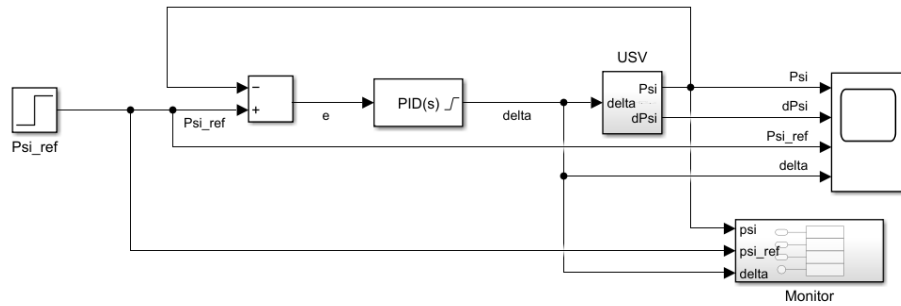 USV
Psi
−
delta
dPsi
+
PID(s)
Psi_ref
e
delta
Psi_ref
Psi
dPsi
Psi_ref
delta
psi
psi_ref
delta
Monitor